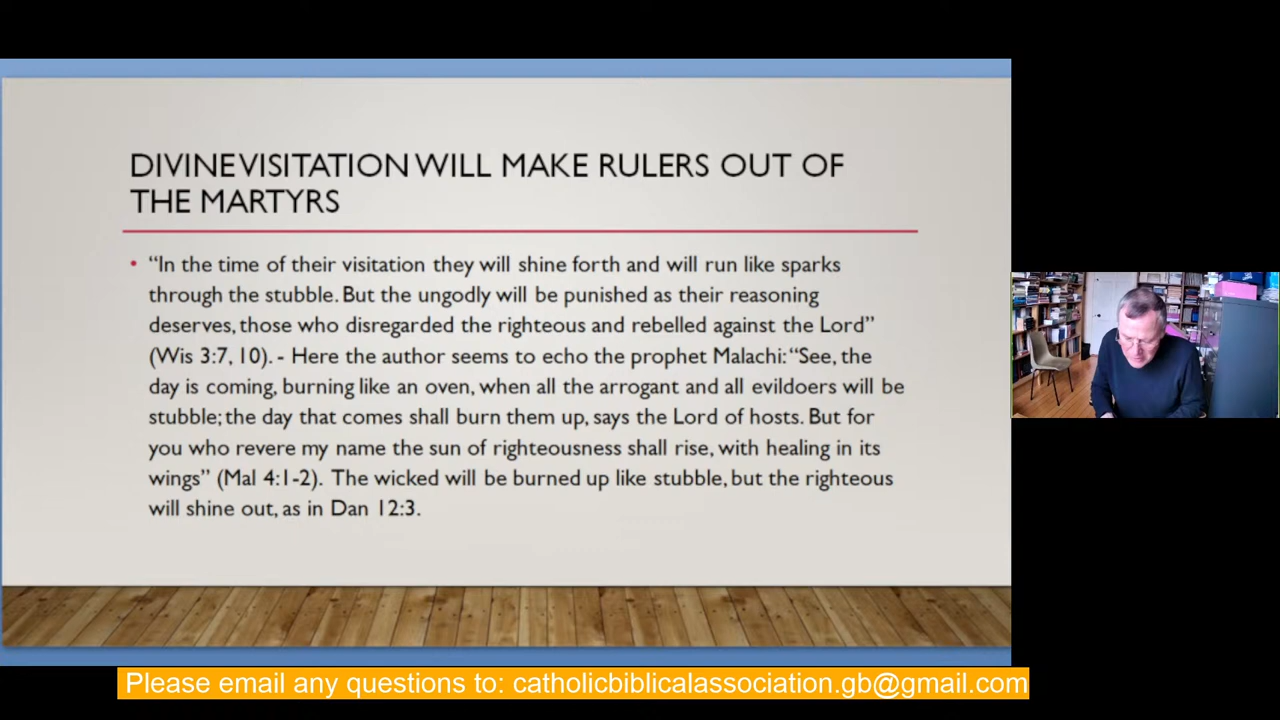 DIVINE VISITATION WILL MAKE RULERS OUT OF
THE MARTYRS
• “In the time of their visitation they will shine forth and will run like sparks
through the stubble. But the ungodly will be punished as their reasoning
deserves, those who disregarded the righteous and rebelled against the Lord”
(Wis 3:7, 10). - Here the author seems to echo the prophet Malachi: “See, the
day is coming, burning like an oven, when all the arrogant and all evildoers will be
stubble; the day that comes shall burn them up, says the Lord of hosts. But for
you who revere my name the sun of righteousness shall rise, with healing in its
wings” (Mal 4:1-2). The wicked will be burned up like stubble, but the righteous
will shine out, as in Dan 12:3.
Please email any questions to: catholicbiblicalassociation.gb@gmail.com